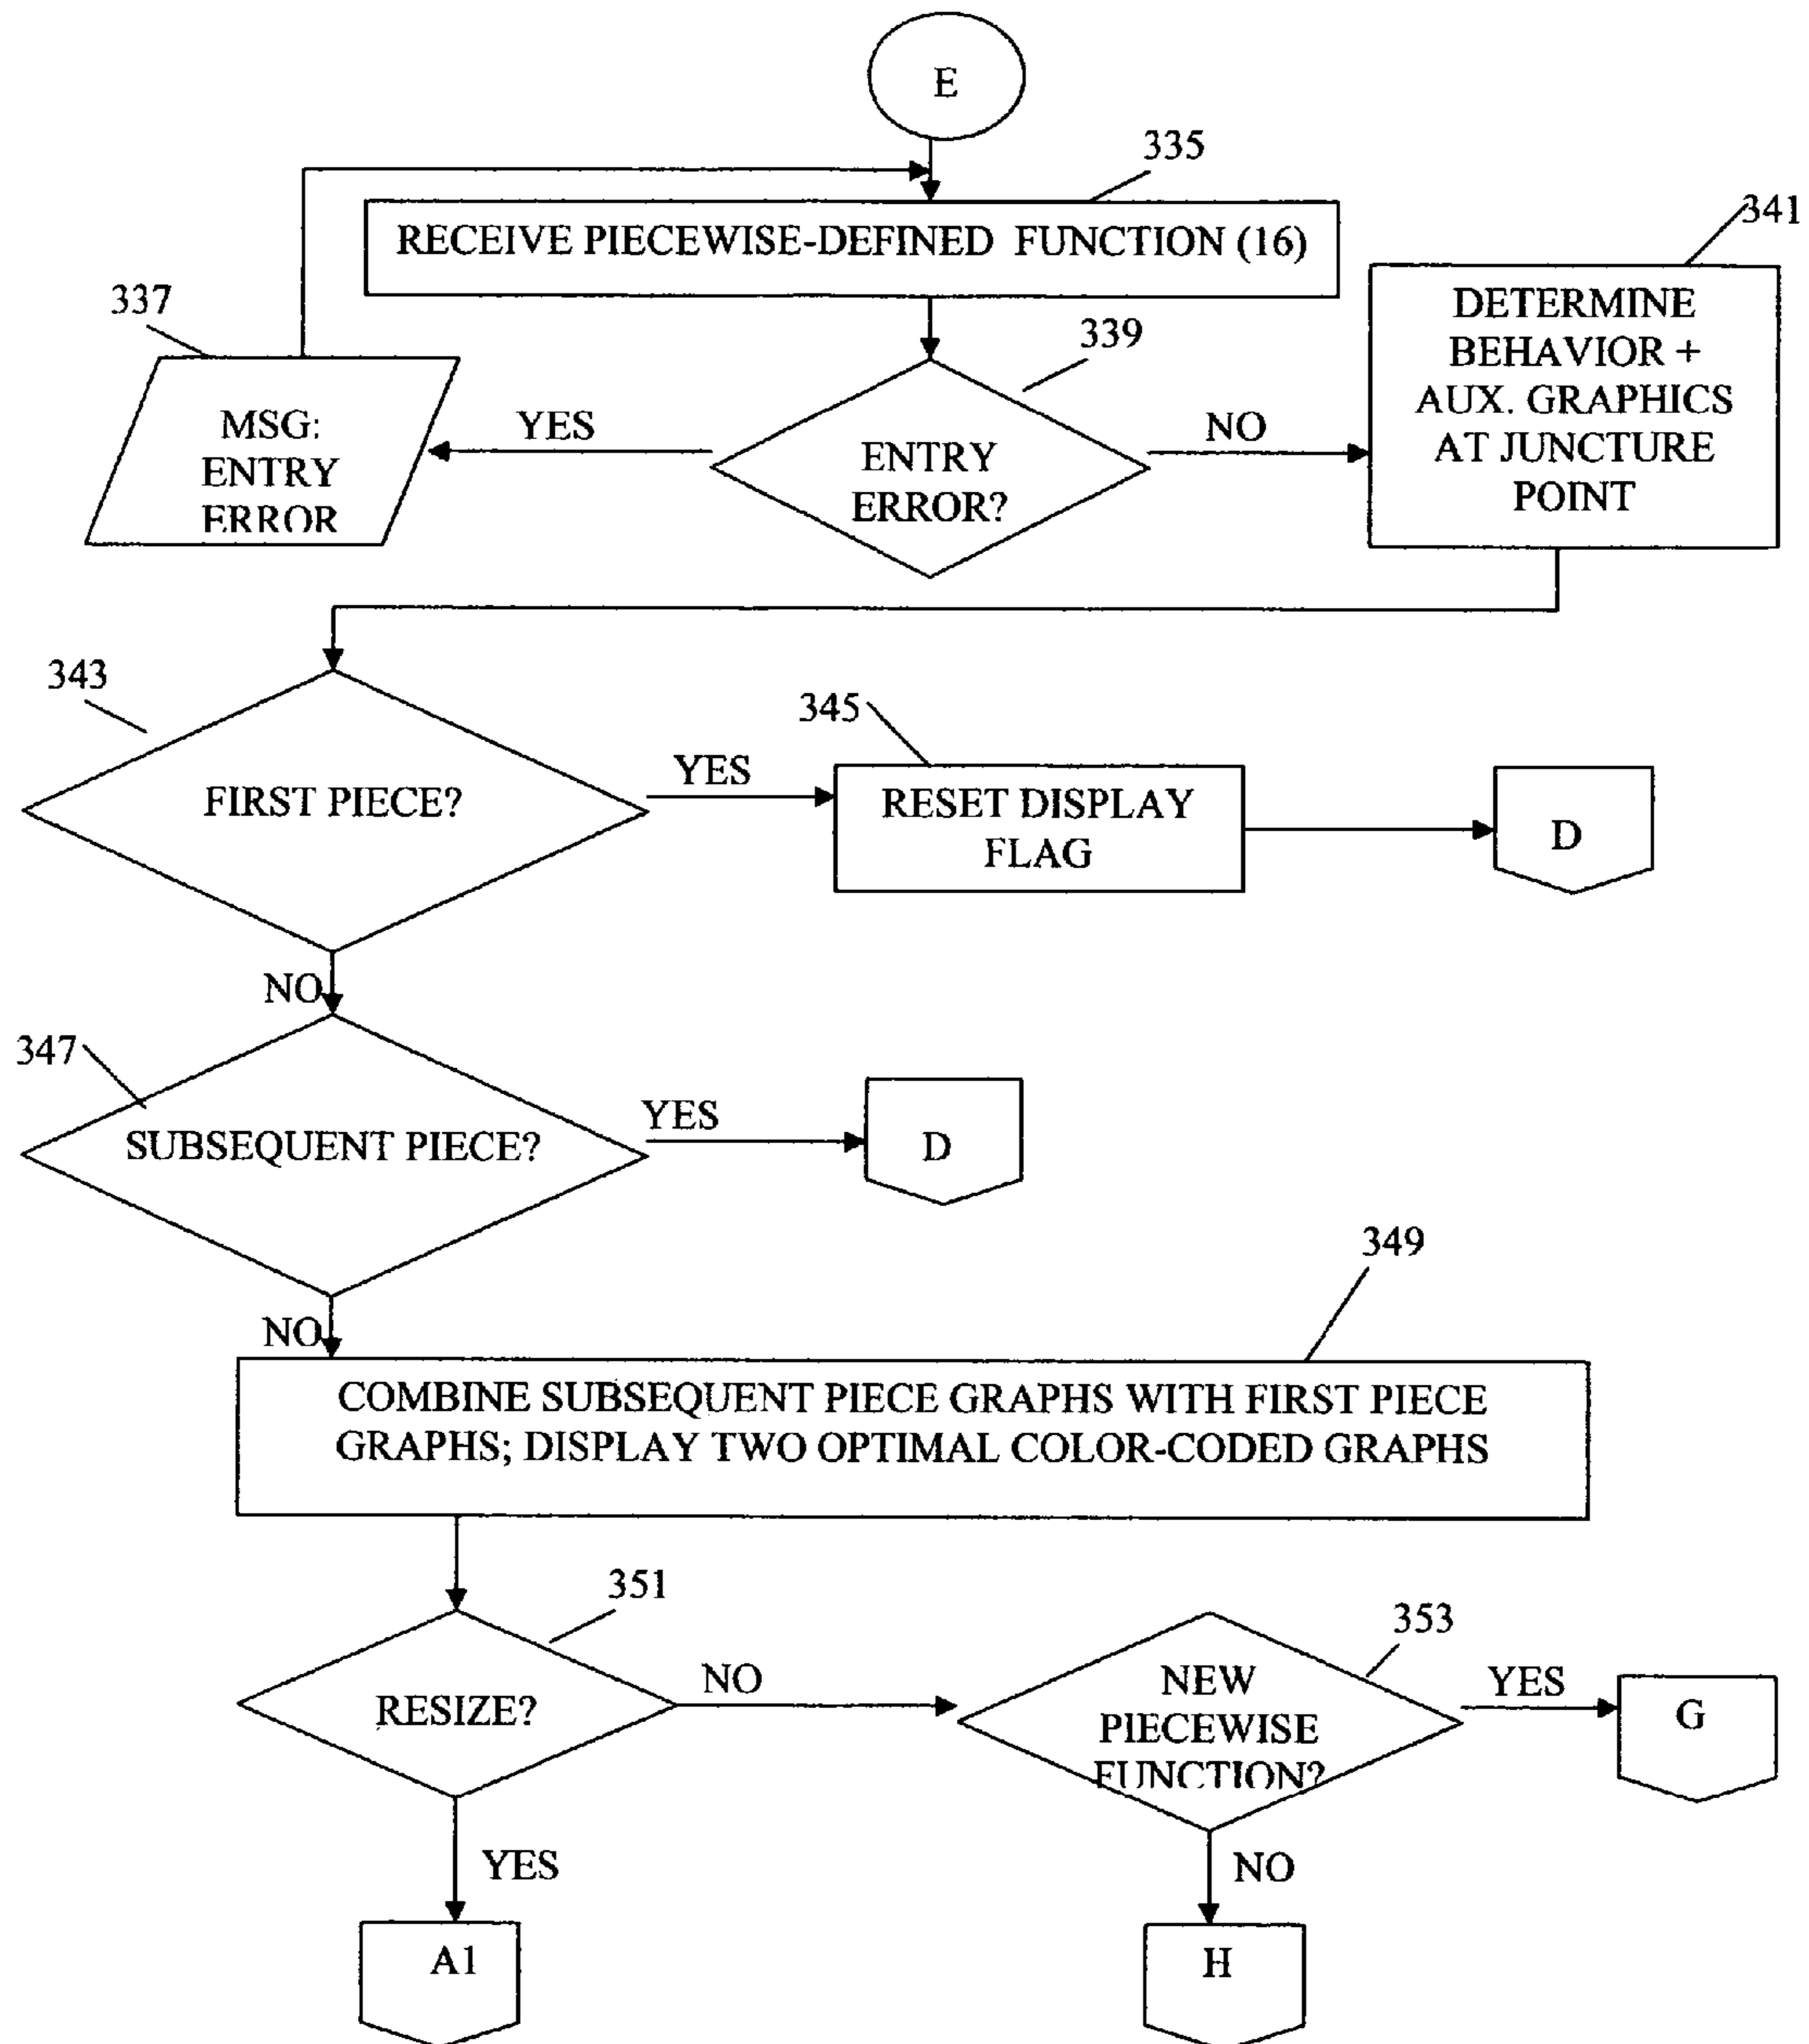 E
335
RECEIVE PIECEWISE-DEFINED FUNCTION (16)
341
337
339
DETERMINE
BEHAVIOR +
AUX. GRAPHICS
AT JUNCTURE
POINT
MSG:
ENTRY
ERROR
YES
ENTRY
ERROR?
NO
343
FIRST PIECE?
YES
345
RESET DISPLAY
FLAG
D
NO
347
SUBSEQUENT PIECE?
YES
D
349
NO
COMBINE SUBSEQUENT PIECE GRAPHS WITH FIRST PIECE
GRAPHS; DISPLAY TWO OPTIMAL COLOR-CODED GRAPHS
351
353
RESIZE?
NO
NEW
PIECEWISE
FUNCTION?
YES
G
YES
NO
A1
H